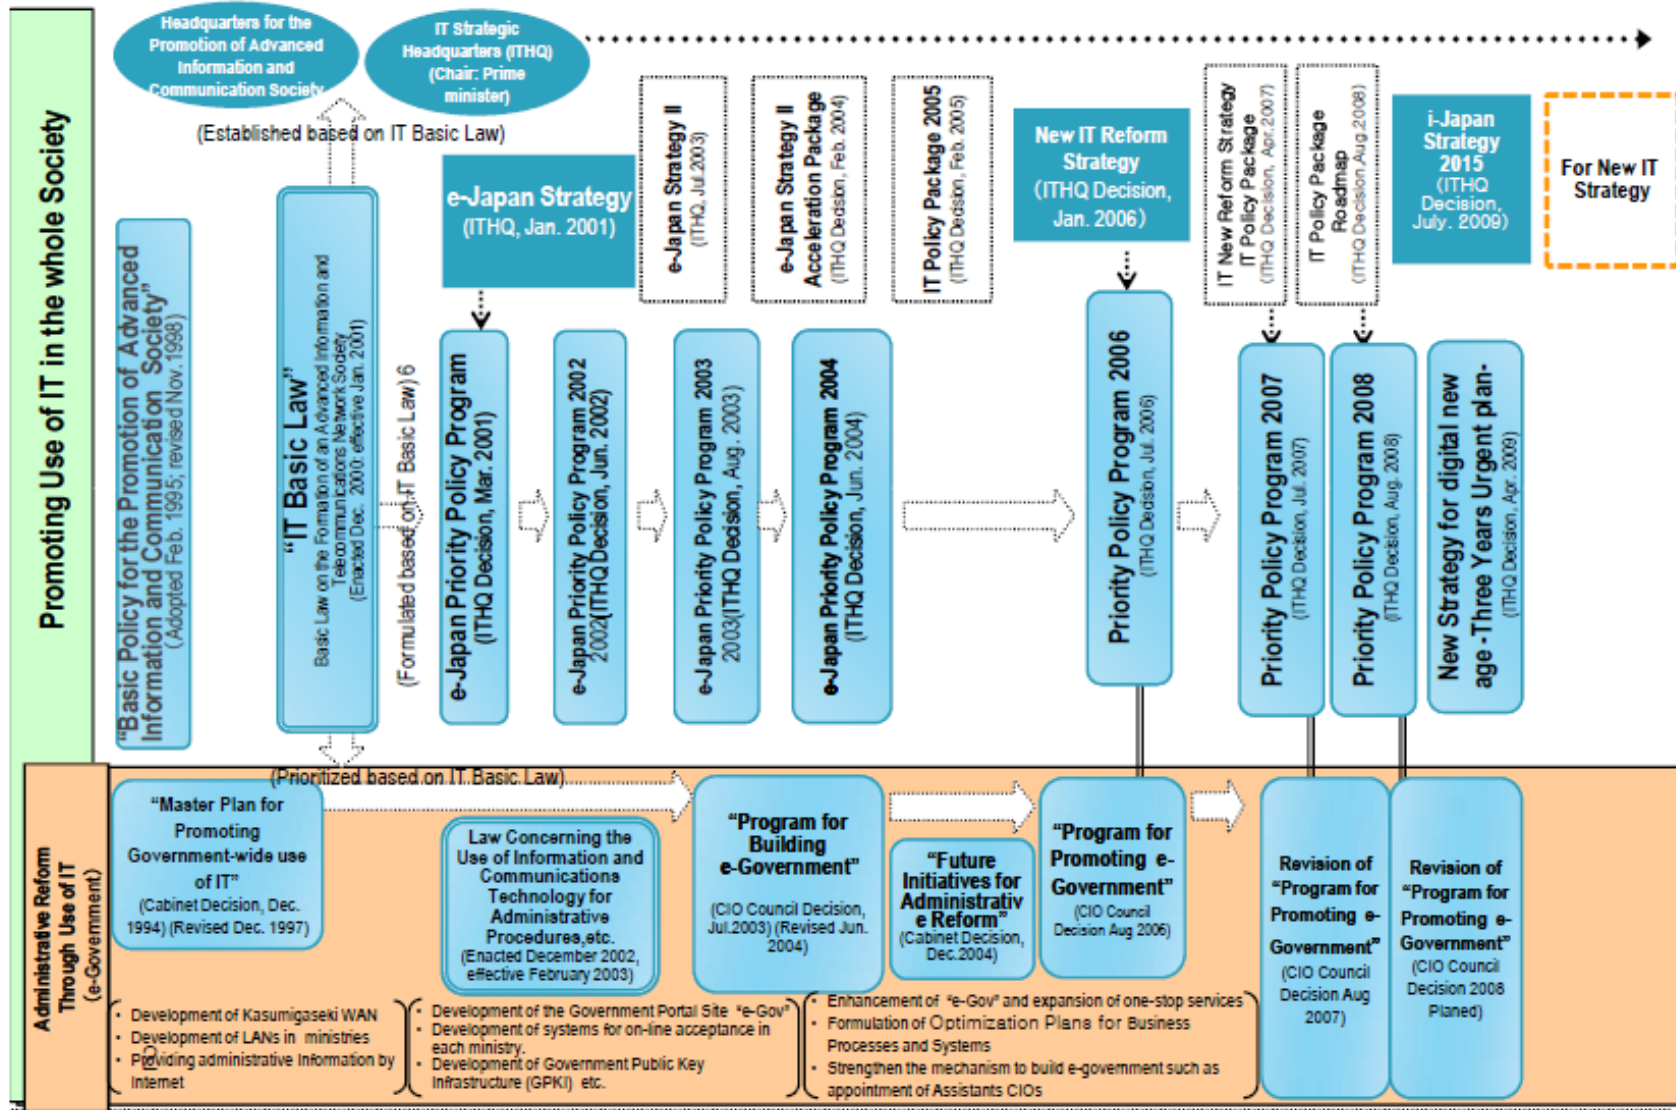 Promoting Use of IT in the whole Society
Headquarters for the
Promotion of Advanced
Information and
Communication Society
IT Strategic
Headquarters (ITHQ)
(Chair: Prime
minister)
(Established based on IT Basic Law)
"Basic Policy for the Promotion of Advanced
Information and Communication Society"
(Adopted Feb. 1995; revised Nov. 1998)
"IT Basic Law"
Basic Law on the Formation of an Advanced Information and
Telecommunications Network Society
(Enacted Dec. 2000: effective Jan. 2001)
(Formulated based on IT Basic Law) 6
e-Japan Strategy
(ITHQ, Jan. 2001)
e-Japan Strategy II
(ITHQ, Jul.2003)
e-Japan Strategy II
Acceleration Package
(ITHQ Decision, Feb. 2004)
IT Policy Package 2005
(ITHQ Decision, Feb. 2005)
New IT Reform
Strategy
(ITHQ Decision,
Jan. 2006)
IT New Reform Strategy
IT Policy Package
(ITHQ Decision, Apr.2007)
IT Policy Package
Roadmap
(ITHQ Decision,Aug.2008)
i-Japan
Strategy
2015
(ITHQ
Decision,
July. 2009)
For New IT
Strategy
e-Japan Priority Policy Program
(ITHQ Decision, Mar. 2001)
e-Japan Priority Policy Program 2002
2002(ITHQ Decision, Jun. 2002)
e-Japan Priority Policy Program 2003
2003(ITHQ Decision, Aug. 2003)
e-Japan Priority Policy Program 2004
(ITHQ Decision, Jun. 2004)
Priority Policy Program 2006
(ITHQ Decision, Jul. 2006)
Priority Policy Program 2007
(ITHQ Decision, Jul. 2007)
Priority Policy Program 2008
(ITHQ Decision, Aug. 2008)
New Strategy for digital new
age -Three Years Urgent plan-
(ITHQ Decision, Apr. 2009)
Administrative Reform
Through Use of IT
(e-Government)
(Prioritized based on IT Basic Law)
"Master Plan for
Promoting
Government-wide use
of IT"
(Cabinet Decision, Dec.
1994) (Revised Dec. 1997)
Law Concerning the
Use of Information and
Communications
Technology for
Administrative
Procedures,etc.
(Enacted December 2002,
effective February 2003)
"Program for
Building
e-Government"
(CIO Council Decision,
Jul.2003) (Revised Jun.
2004)
"Future
Initiatives for
Administrativ
e Reform"
(Cabinet Decision,
Dec.2004)
"Program for
Promoting e-
Government"
(CIO Council
Decision Aug 2006)
Revision of
"Program for
Promoting e-
Government"
(CIO Council
Decision Aug
2007)
Revision of
"Program for
Promoting e-
Government"
(CIO Council
Decision 2008
Planed)
• Development of Kasumigaseki WAN
• Development of LANs in ministries
• Providing administrative Information by
Internet
• Development of the Government Portal Site "e-Gov"
• Development of systems for on-line acceptance in
each ministry.
• Development of Government Public Key
Infrastructure (GPKI) etc.
• Enhancement of "e-Gov" and expansion of one-stop services
• Formulation of Optimization Plans for Business
Processes and Systems
• Strengthen the mechanism to build e-government such as
appointment of Assistants CIOs